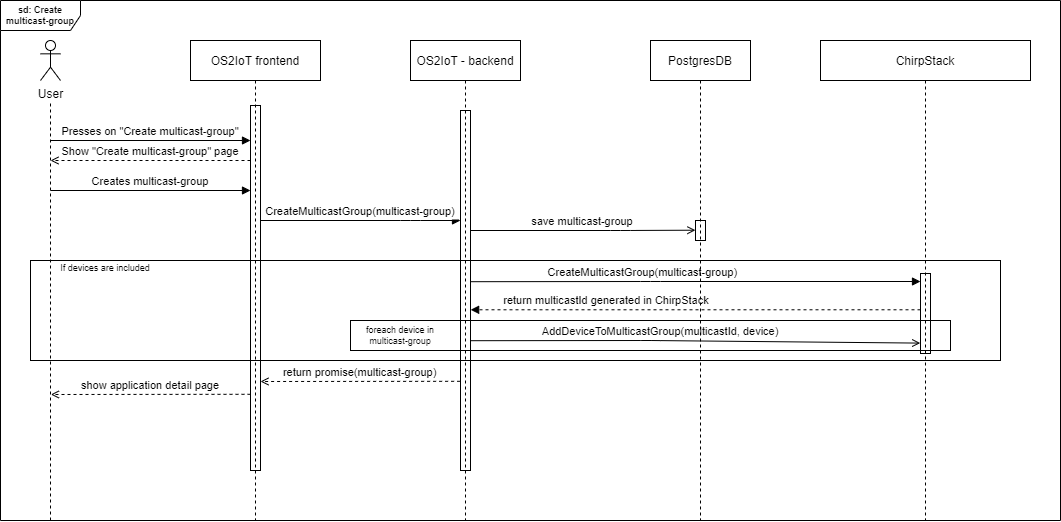 sd: Create
multicast-group
User
OS2IoT frontend
OS2IoT - backend
PostgresDB
ChirpStack
Presses on "Create multicast-group"
Show "Create multicast-group" page
Creates multicast-group
CreateMulticastGroup(multicast-group)
save multicast-group
If devices are included
CreateMulticastGroup(multicast-group)
return multicastId generated in ChirpStack
foreach device in
multicast-group
AddDeviceToMulticastGroup(multicastId, device)
return promise(multicast-group)
show application detail page